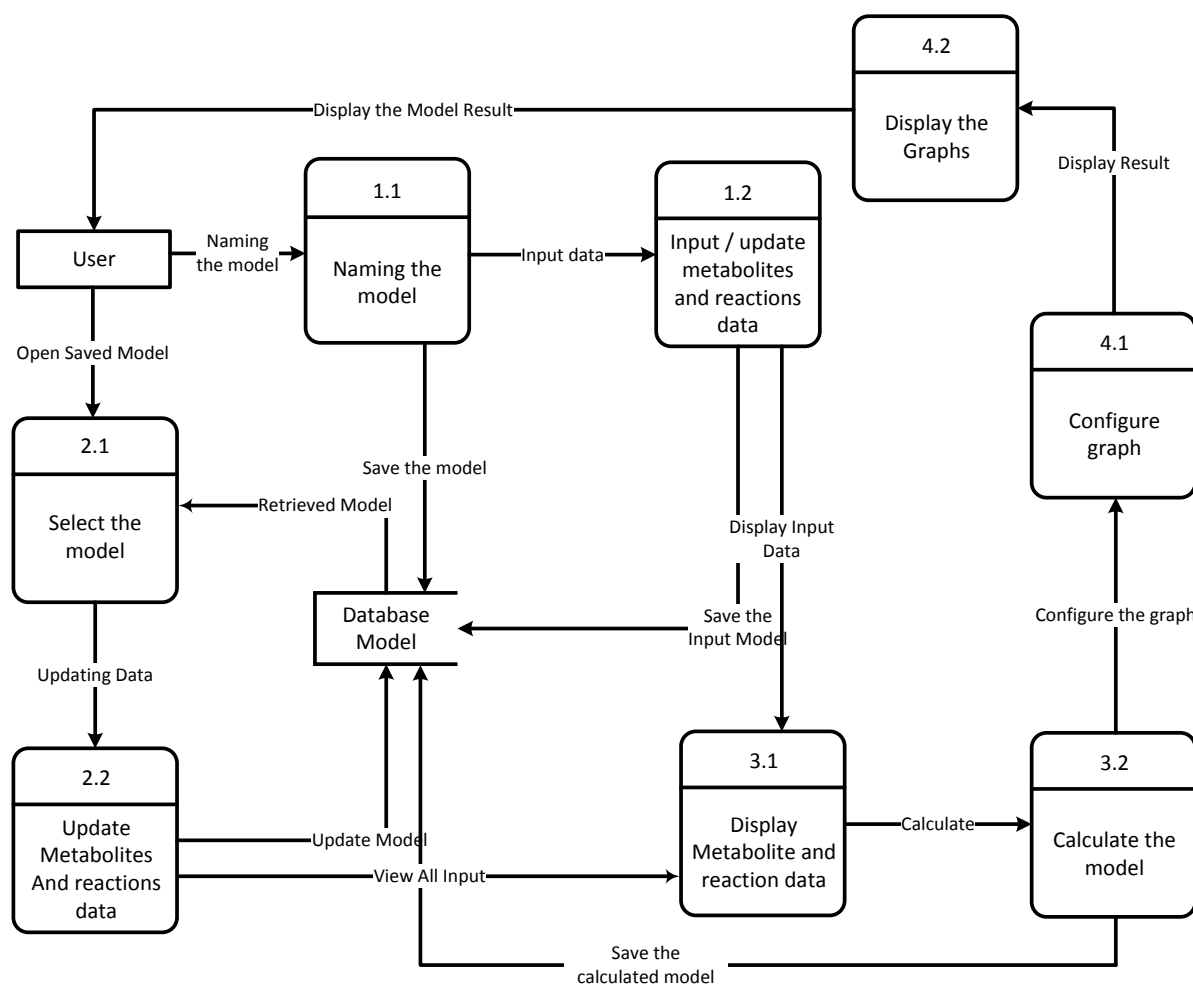 4.2
Display the
Graphs
Display the Model Result
Display Result
1.1
Naming the
model
1.2
Input / update
metabolites
and reactions
data
User
Naming
the model
Input data
Open Saved Model
4.1
Configure
graph
2.1
Select the
model
Save the model
Retrieved Model
Display Input
Data
Database
Model
Save the
Input Model
Configure the graph
Updating Data
2.2
Update
Metabolites
And reactions
data
3.1
Display
Metabolite and
reaction data
3.2
Calculate the
model
Calculate
Update Model
View All Input
Save the
calculated model